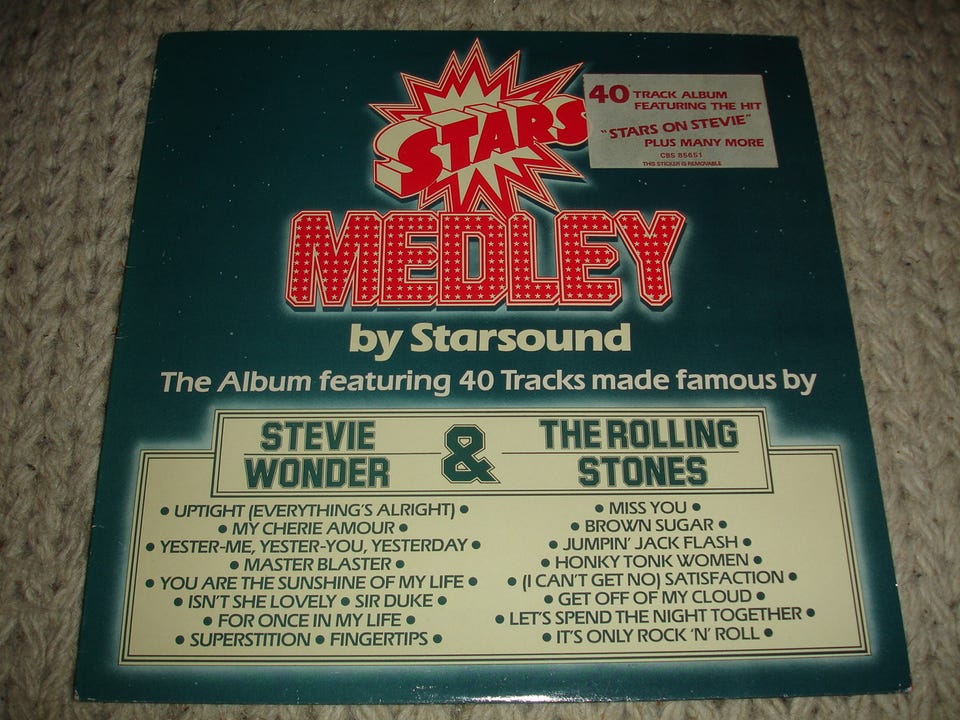 STARS
40 TRACK ALBUM
FEATURING THE HIT
"STARS ON STEVIE"
PLUS MANY MORE
CBS 85651
THIS STICKER IS REMOVABLE
MEDLEY
by Starsound
The Album featuring 40 Tracks made famous by
STEVIE WONDER & THE ROLLING STONES
• UPTIGHT (EVERYTHING'S ALRIGHT) •
• MY CHERIE AMOUR •
• YESTER-ME, YESTER-YOU, YESTERDAY •
• MASTER BLASTER •
• YOU ARE THE SUNSHINE OF MY LIFE •
• ISN'T SHE LOVELY • SIR DUKE •
• FOR ONCE IN MY LIFE •
• SUPERSTITION • FINGERTIPS •
• MISS YOU •
• BROWN SUGAR •
• JUMPIN' JACK FLASH •
• HONKY TONK WOMEN •
• (I CAN'T GET NO) SATISFACTION •
• GET OFF OF MY CLOUD •
• LET'S SPEND THE NIGHT TOGETHER •
• IT'S ONLY ROCK 'N' ROLL •